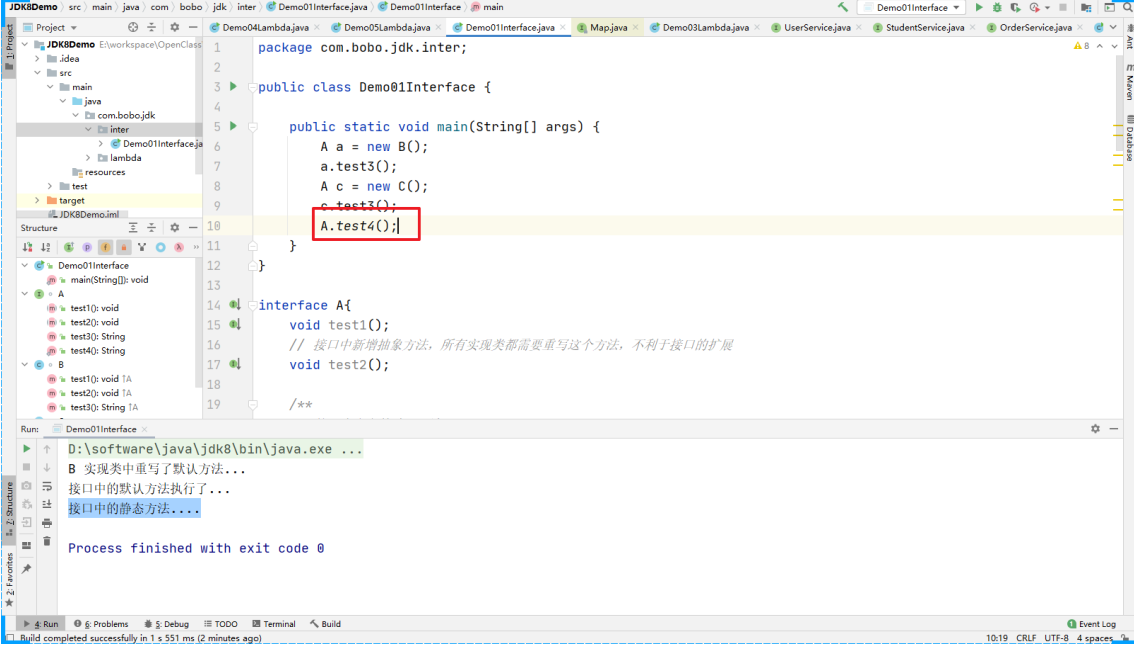 JDK8Demo src main java com bobo jdk inter Demo01Interface.java Demo01Interface main Demo01Interface
Project Demo04Lambda.java Demo05Lambda.java Demo01Interface.java Map.java Demo03Lambda.java UserService.java StudentService.java OrderService.java
1: Project
JDK8Demo E:\workspace\OpenClass
.idea
src
main
java
com.bobo.jdk
inter
Demo01Interface.ja
lambda
resources
test
target
JDK8Demo.iml
Structure
Demo01Interface
main(String[]): void
A
test1(): void
test2(): void
test3(): String
test4(): String
B
test1(): void ↑A
test2(): void ↑A
test3(): String ↑A
1 package com.bobo.jdk.inter;
2
3 public class Demo01Interface {
4
5 public static void main(String[] args) {
6 A a = new B();
7 a.test3();
8 A c = new C();
9 c.test3();
10 A.test4();
11 }
12 }
13
14 interface A{
15 void test1();
16 // 接口中新增抽象方法，所有实现类都需要重写这个方法，不利于接口的扩展
17 void test2();
18
19 /**
8
Ant
Maven
Database
Run: Demo01Interface
D:\software\java\jdk8\bin\java.exe ...
B 实现类中重写了默认方法...
接口中的默认方法执行了...
接口中的静态方法....
Process finished with exit code 0
7: Structure
2: Favorites
4: Run 6: Problems 5: Debug TODO Terminal Build 1 Event Log
Build completed successfully in 1 s 551 ms (2 minutes ago) 10:19 CRLF UTF-8 4 spaces